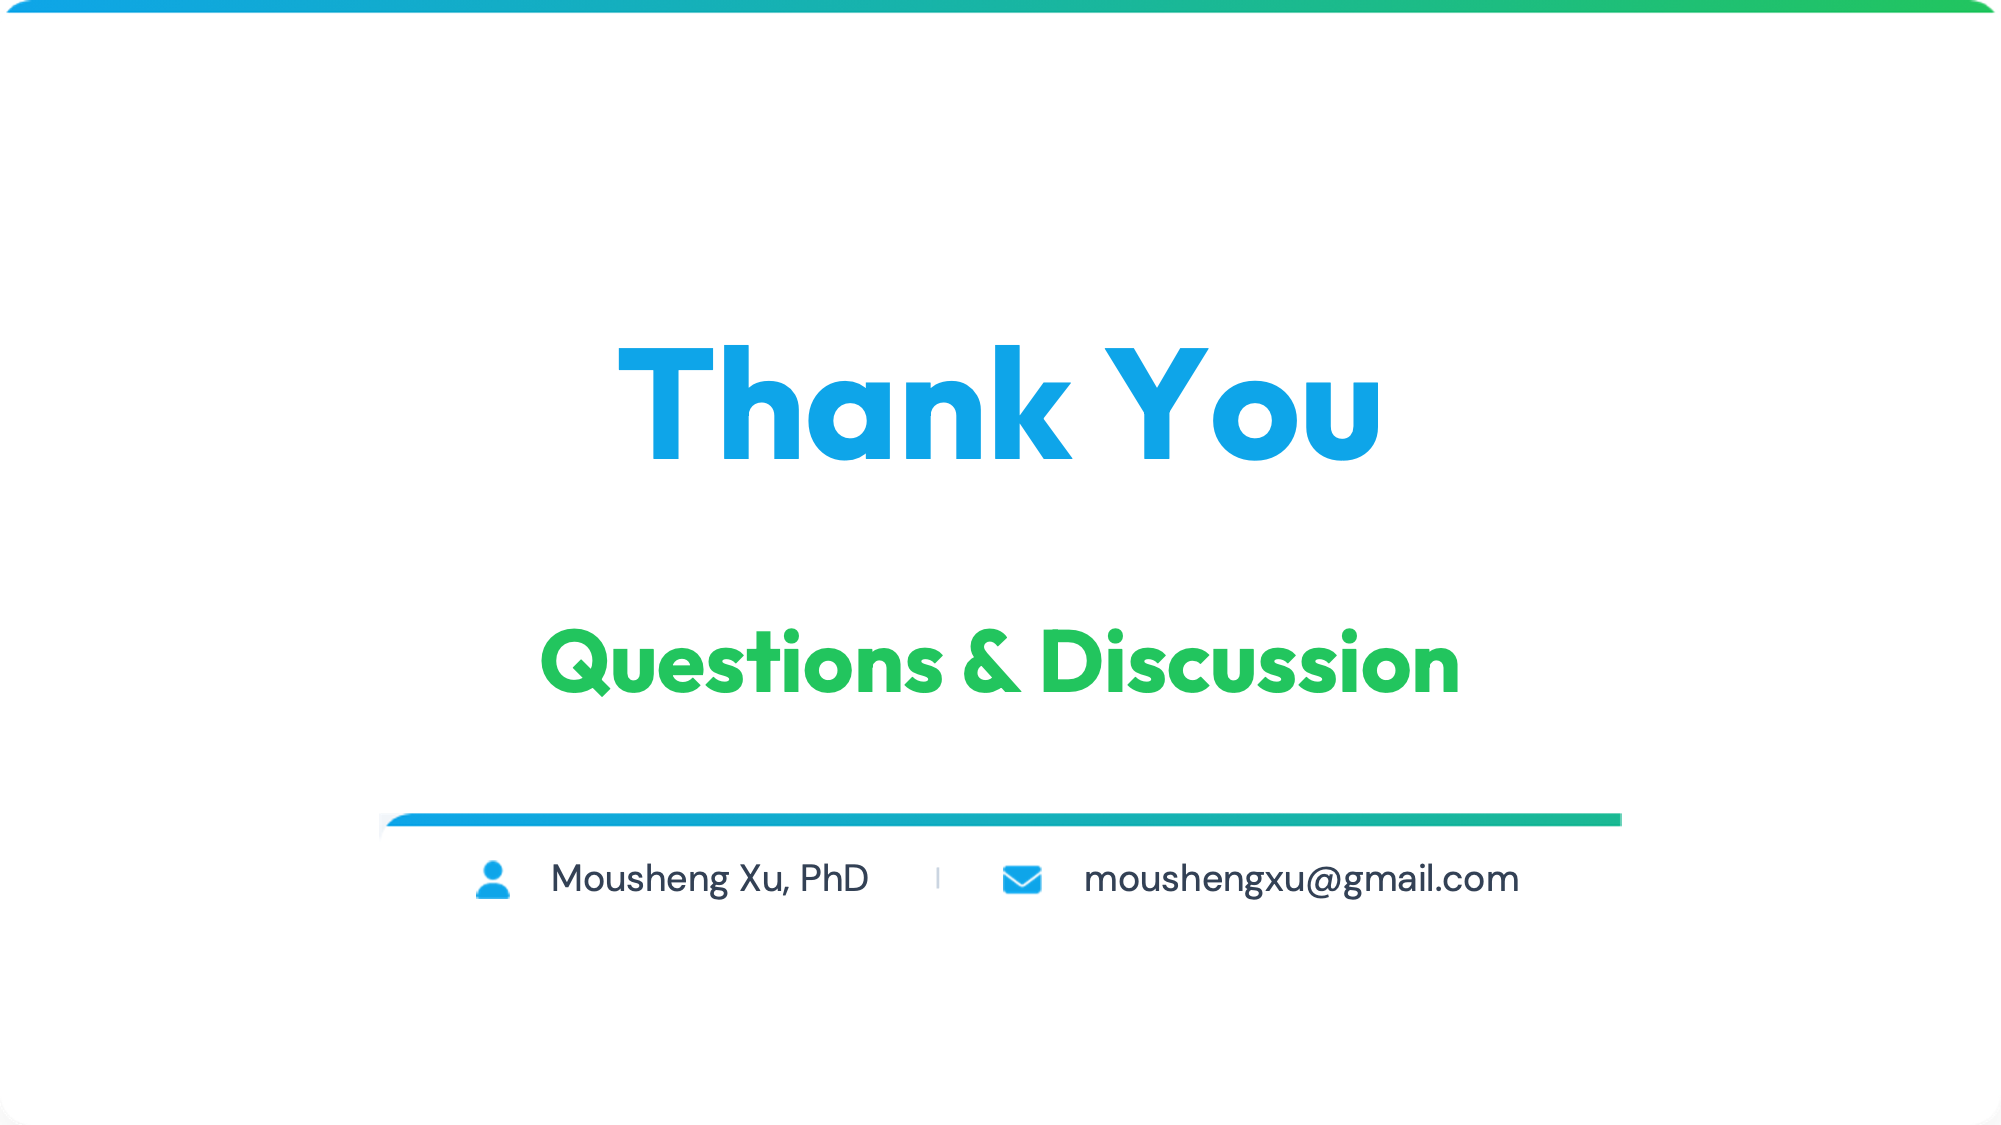 Thank You
Questions & Discussion
Mousheng Xu, PhD | moushengxu@gmail.com